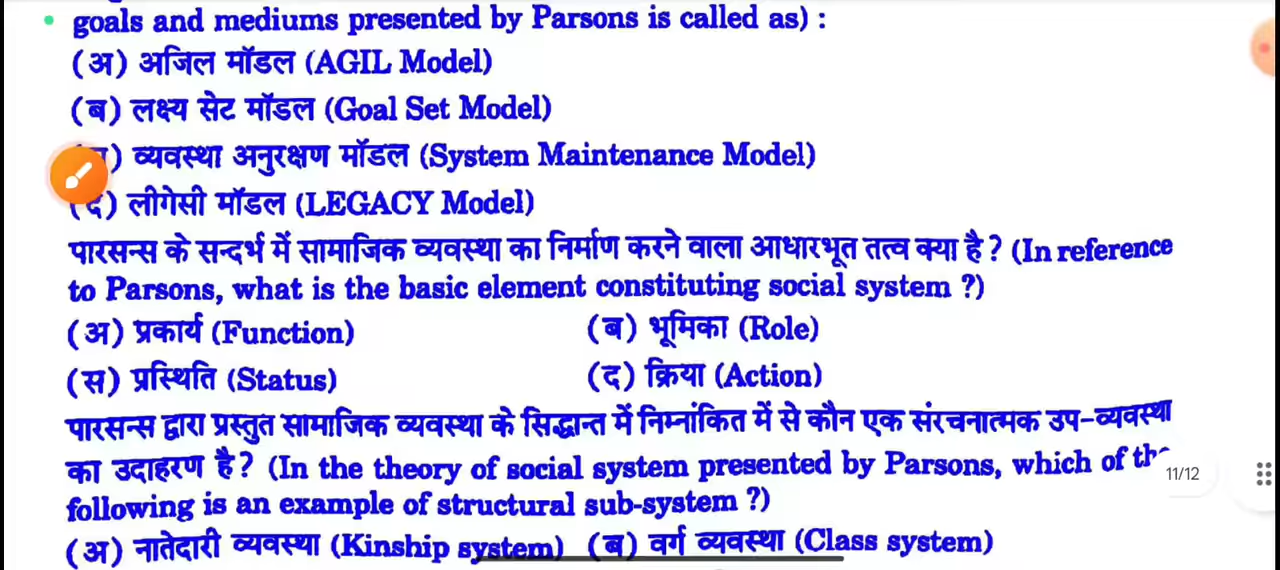 goals and mediums presented by Parsons is called as) :
(अ) अजिल मॉडल (AGIL Model)
(ब) लक्ष्य सेट मॉडल (Goal Set Model)
) व्यवस्था अनुरक्षण मॉडल (System Maintenance Model)
(द) लीगेसी मॉडल (LEGACY Model)
पारसन्स के सन्दर्भ में सामाजिक व्यवस्था का निर्माण करने वाला आधारभूत तत्व क्या है ? (In reference
to Parsons, what is the basic element constituting social system ?)
(अ) प्रकार्य (Function) (ब) भूमिका (Role)
(स) प्रस्थिति (Status) (द) क्रिया (Action)
पारसन्स द्वारा प्रस्तुत सामाजिक व्यवस्था के सिद्धान्त में निम्नांकित में से कौन एक संरचनात्मक उप-व्यवस्था
का उदाहरण है ? (In the theory of social system presented by Parsons, which of
11/12
following is an example of structural sub-system ?)
(अ) नातेदारी व्यवस्था (Kinship system) (ब) वर्ग व्यवस्था (Class system)